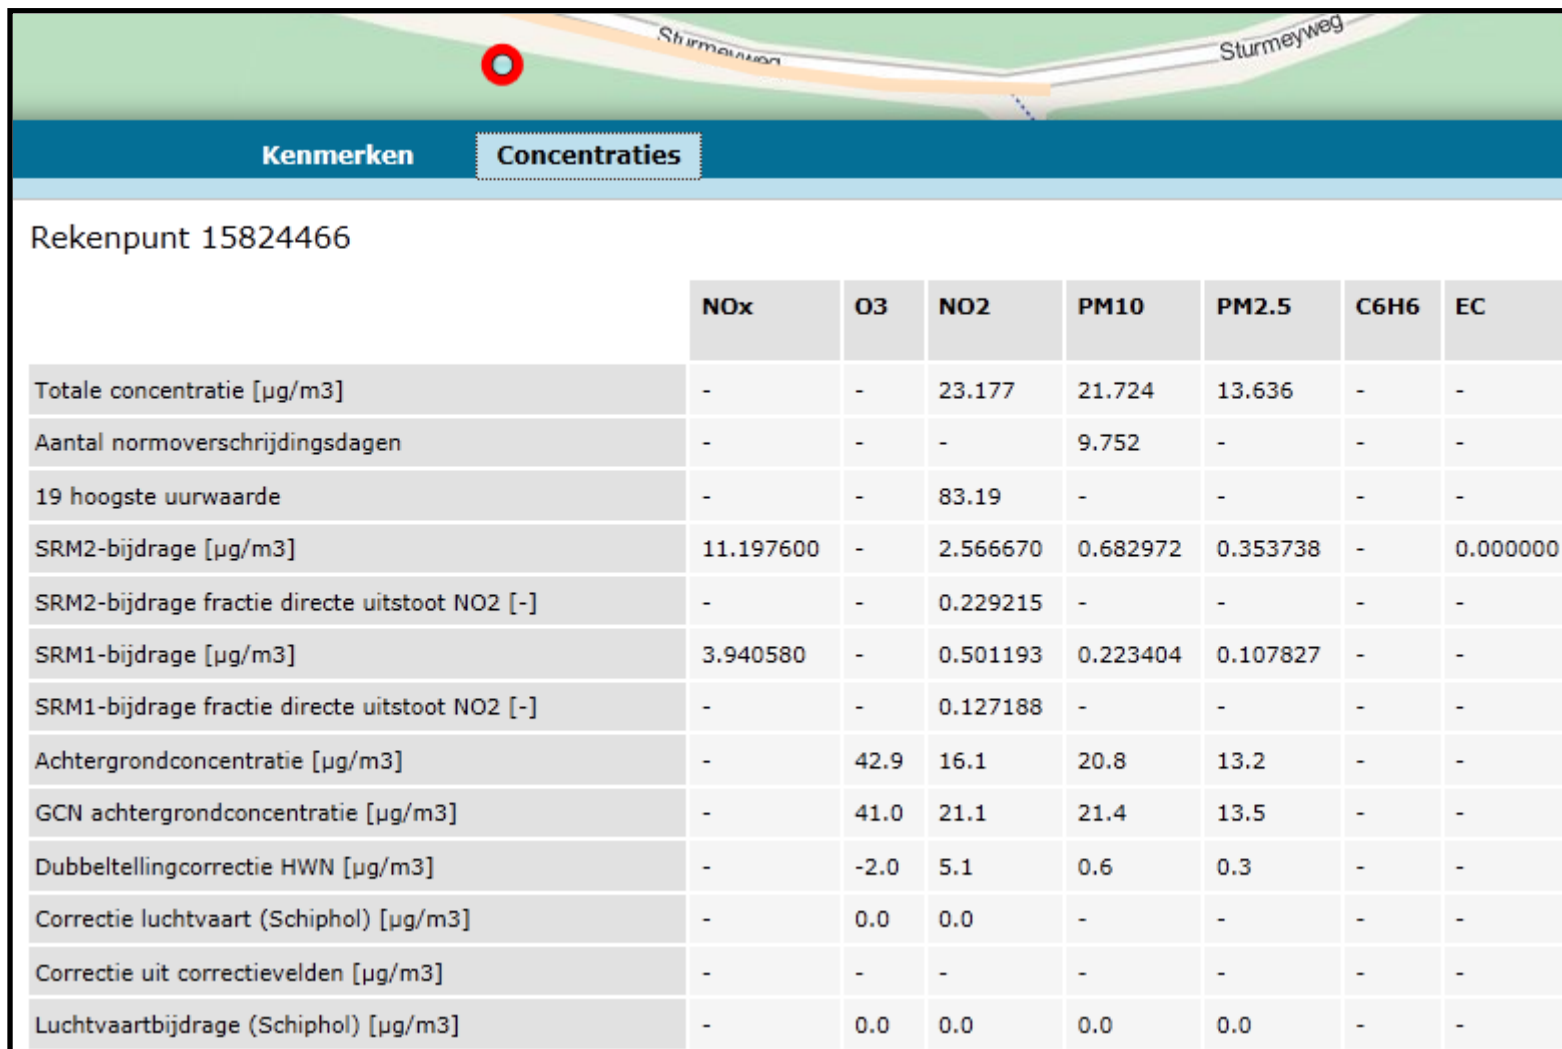 Sturmeyweg
Sturmeyweg
Kenmerken Concentraties
Rekenpunt 15824466
NOx O3 NO2 PM10 PM2.5 C6H6 EC
Totale concentratie [µg/m3] - - 23.177 21.724 13.636 - -
Aantal normoverschrijdingsdagen - - - 9.752 - - -
19 hoogste uurwaarde - - 83.19 - - - -
SRM2-bijdrage [µg/m3] 11.197600 - 2.566670 0.682972 0.353738 - 0.000000
SRM2-bijdrage fractie directe uitstoot NO2 [-] - - 0.229215 - - - -
SRM1-bijdrage [µg/m3] 3.940580 - 0.501193 0.223404 0.107827 - -
SRM1-bijdrage fractie directe uitstoot NO2 [-] - - 0.127188 - - - -
Achtergrondconcentratie [µg/m3] - 42.9 16.1 20.8 13.2 - -
GCN achtergrondconcentratie [µg/m3] - 41.0 21.1 21.4 13.5 - -
Dubbeltellingcorrectie HWN [µg/m3] - -2.0 5.1 0.6 0.3 - -
Correctie luchtvaart (Schiphol) [µg/m3] - 0.0 0.0 - - - -
Correctie uit correctievelden [µg/m3] - - - - - - -
Luchtvaartbijdrage (Schiphol) [µg/m3] - 0.0 0.0 0.0 0.0 - -